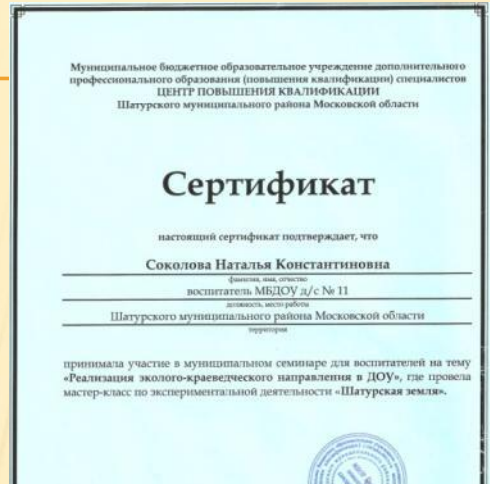 Муниципальное бюджетное образовательное учреждение дополнительного
профессионального образования (повышения квалификации) специалистов
ЦЕНТР ПОВЫШЕНИЯ КВАЛИФИКАЦИИ
Шатурского муниципального района Московской области
Сертификат
настоящий сертификат подтверждает, что
Соколова Наталья Константиновна
фамилия, имя, отчество
воспитатель МБДОУ д/с № 11
должность, место работы
Шатурского муниципального района Московской области
территория
принимала участие в муниципальном семинаре для воспитателей на тему
«Реализация эколого-краеведческого направления в ДОУ», где провела
мастер-класс по экспериментальной деятельности «Шатурская земля».